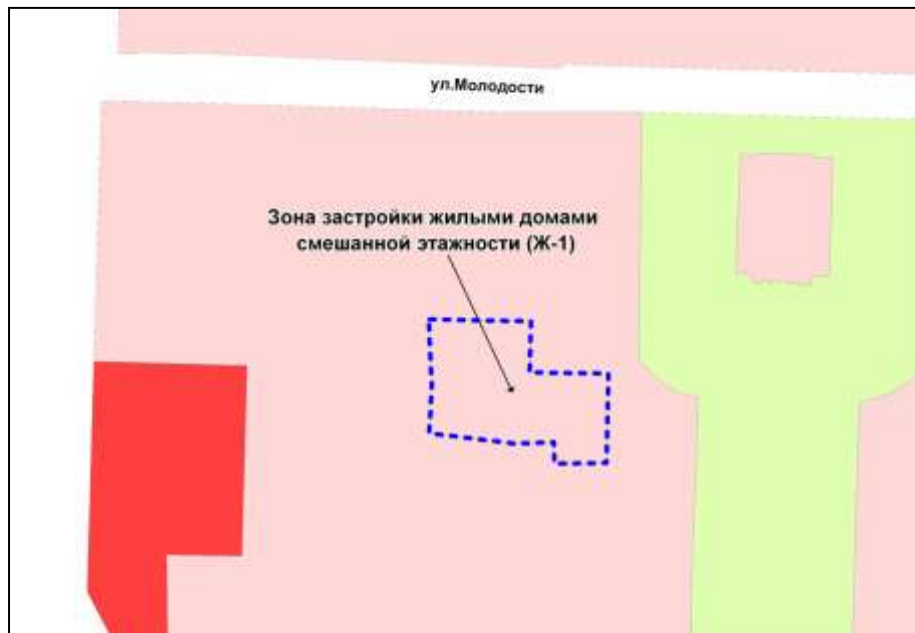 ул.Молодости
Зона застройки жилыми домами
смешанной этажности (Ж-1)